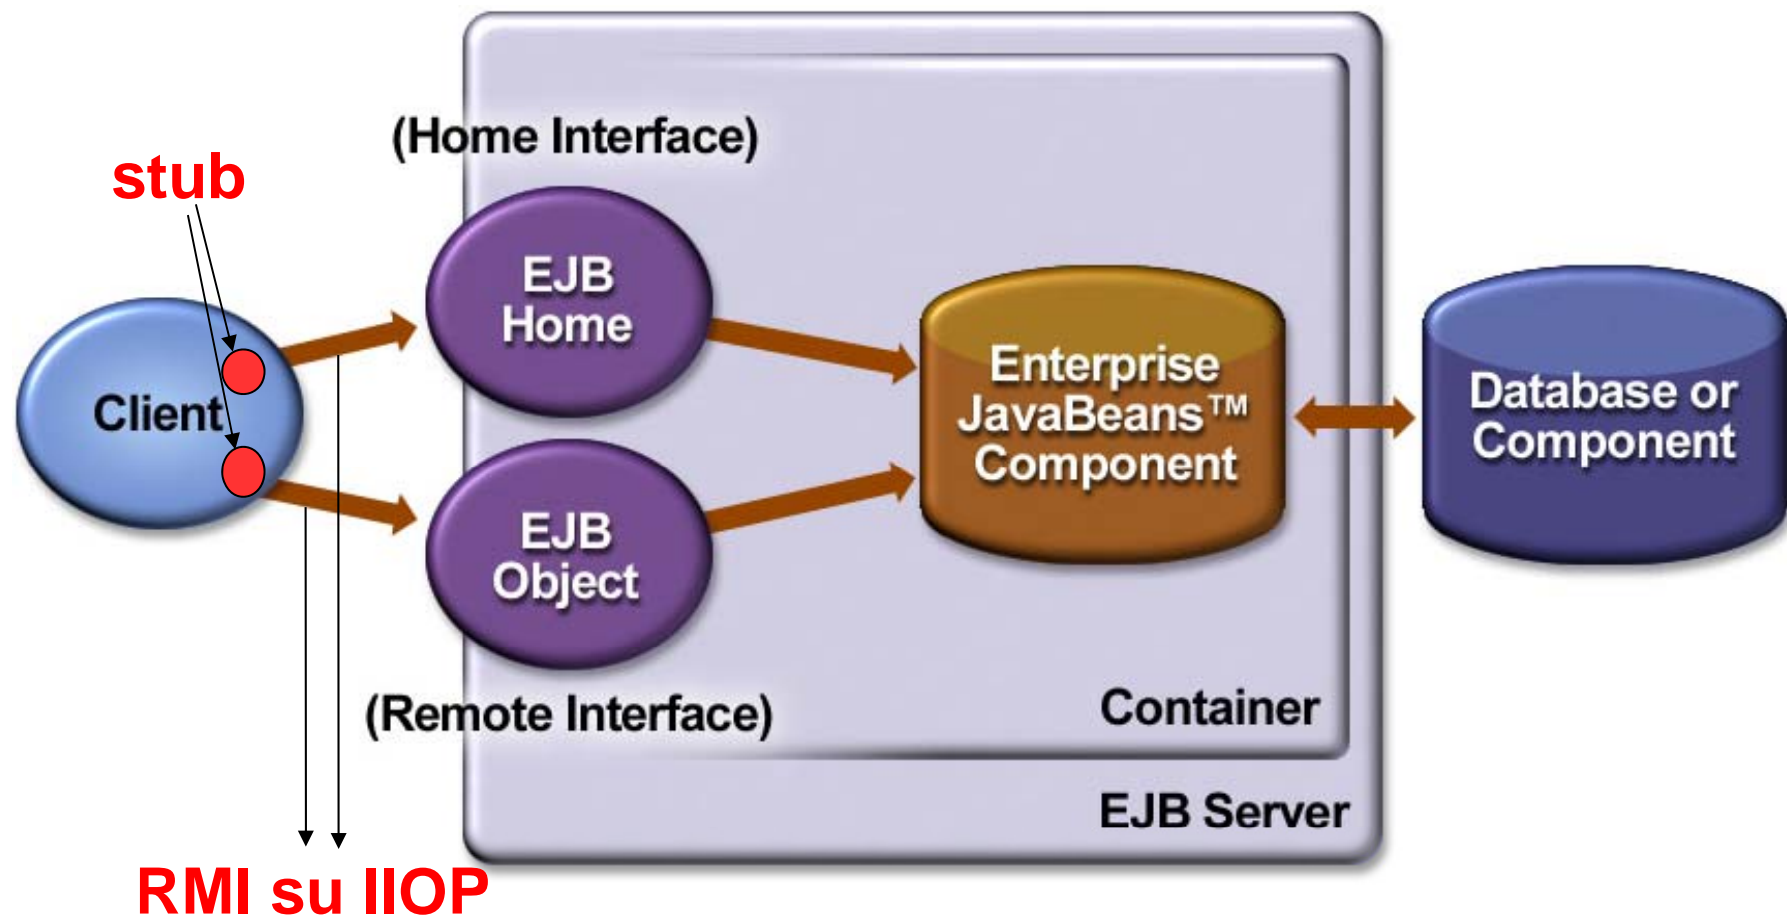 (Home Interface)
stub
EJB
Home
Client
Enterprise
JavaBeans™
Component
Database or
Component
EJB
Object
(Remote Interface)
Container
EJB Server
RMI su IIOP